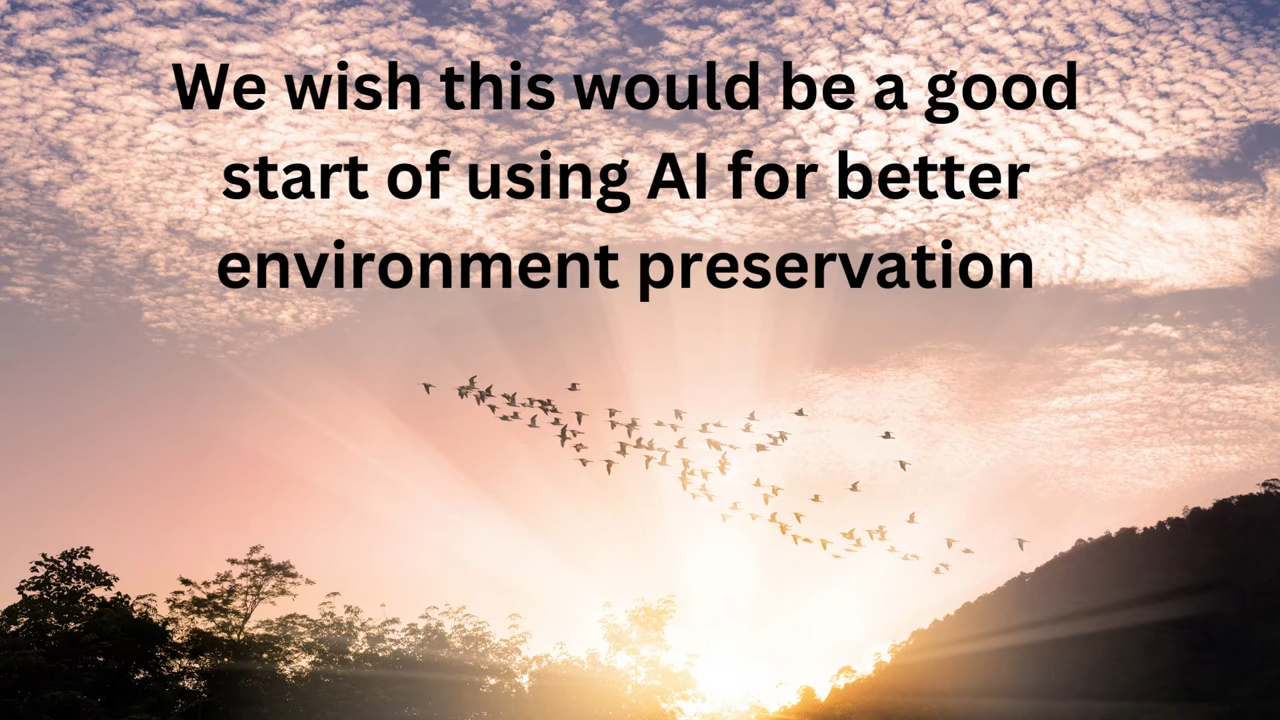 We wish this would be a good
start of using AI for better
environment preservation